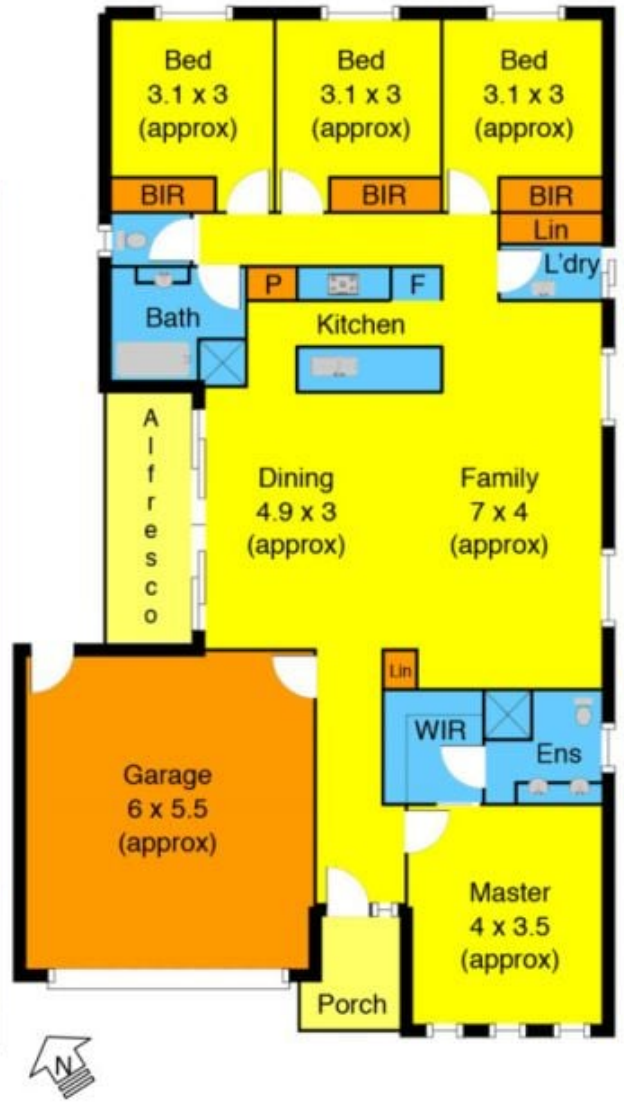 Bed
3.1 x 3
(approx)
Bed
3.1 x 3
(approx)
Bed
3.1 x 3
(approx)
BIR
BIR
BIR
Lin
L'dry
P
F
Bath
Kitchen
Alfresco
Dining
4.9 x 3
(approx)
Family
7 x 4
(approx)
Lin
WIR
Ens
Garage
6 x 5.5
(approx)
Master
4 x 3.5
(approx)
Porch
N